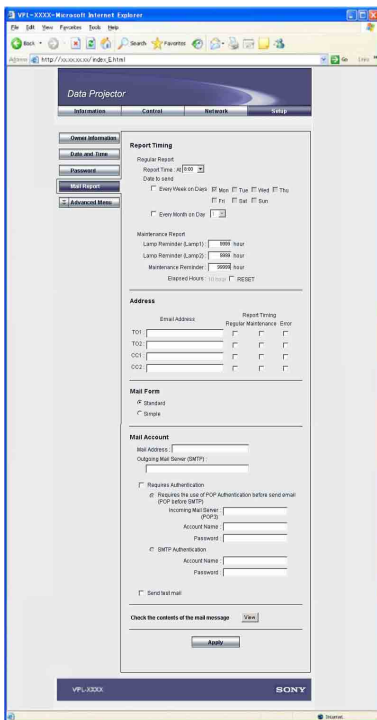 VPL-XXXX-Microsoft Internet Explorer
File Edit View Favorites Tools Help
Back Search Favorites
Address http://xx.xx.xx.xx/index_E.html Go Links
Data Projector
Information Control Network Setup
Owner Information
Date and Time
Password
Mail Report
Advanced Menu
Report Timing
Regular Report
Report Time : At 0:00
Date to send
Every Week on Days Mon Tue Wed Thu
Fri Sat Sun
Every Month on Day 1
Maintenance Report
Lamp Reminder (Lamp1) : 9999 hour
Lamp Reminder (Lamp2) : 9999 hour
Maintenance Reminder : 99999 hour
Elapsed Hours : hour RESET
Address
Email Address
Report Timing
Regular Maintenance Error
TO1 :
TO2 :
CC1 :
CC2 :
Mail Form
Standard
Simple
Mail Account
Mail Address :
Outgoing Mail Server (SMTP) :
Requires Authentication
Requires the use of POP Authentication before send email
(POP before SMTP)
Incoming Mail Server :
(POP3)
Account Name :
Password :
SMTP Authentication
Account Name :
Password :
Send test mail
Check the contents of the mail message View
Apply
VPL-XXXX SONY
Internet